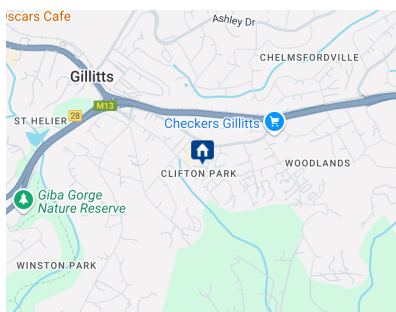 scars Cafe
Ashley Dr
CHELMSFORDVILLE
Gillitts
M13
28
ST HELIER
Checkers Gillitts
WOODLANDS
CLIFTON PARK
Giba Gorge
Nature Reserve
WINSTON PARK